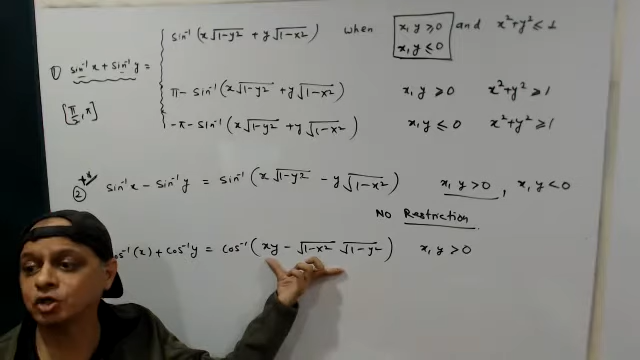 sin⁻¹(x√1-y² + y√1-x²) when x, y ≥ 0 and x² + y² ≤ 1
x, y ≤ 0
1) sin⁻¹x + sin⁻¹y =
π - sin⁻¹(x√1-y² + y√1-x²) x, y ≥ 0 x² + y² ≥ 1
-π - sin⁻¹(x√1-y² + y√1-x²) x, y ≤ 0 x² + y² ≥ 1
2 sin⁻¹x - sin⁻¹y = sin⁻¹(x√1-y² - y√1-x²) x, y > 0, x, y < 0
NO Restriction
cos⁻¹(x) + cos⁻¹y = cos⁻¹(xy - √1-x² √1-y²) x, y > 0